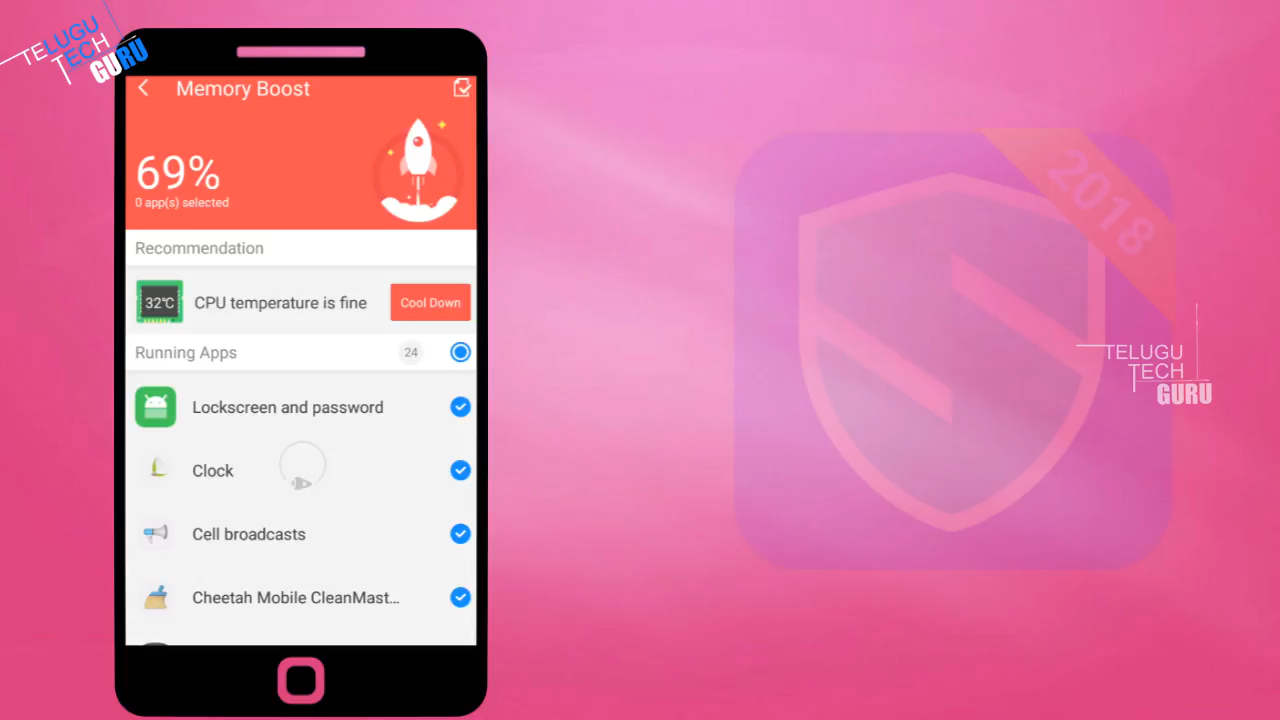 TELUGU
TECH
GURU
Memory Boost
69%
0 app(s) selected
Recommendation
32℃
CPU temperature is fine
Cool Down
Running Apps
24
Lockscreen and password
Clock
Cell broadcasts
Cheetah Mobile CleanMast...
2018
TELUGU
TECH
GURU